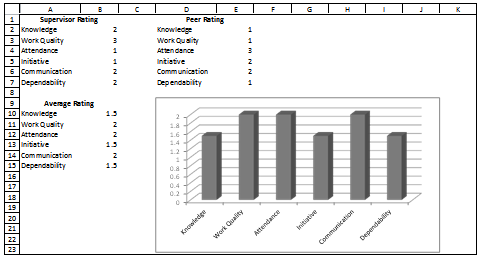 A B C D E F G H I J K
1 Supervisor Rating Peer Rating
2 Knowledge 2 Knowledge 1
3 Work Quality 3 Work Quality 1
4 Attendance 1 Attendance 3
5 Initiative 1 Initiative 2
6 Communication 2 Communication 2
7 Dependability 2 Dependability 1
8
9 Average Rating
10 Knowledge 1.5
11 Work Quality 2
12 Attendance 2
13 Initiative 1.5
14 Communication 2
15 Dependability 1.5
16
17
18
19
20
21
22
23
2
1.8
1.6
1.4
1.2
1
0.8
0.6
0.4
0.2
0
Knowledge
Work Quality
Attendance
Initiative
Communication
Dependability